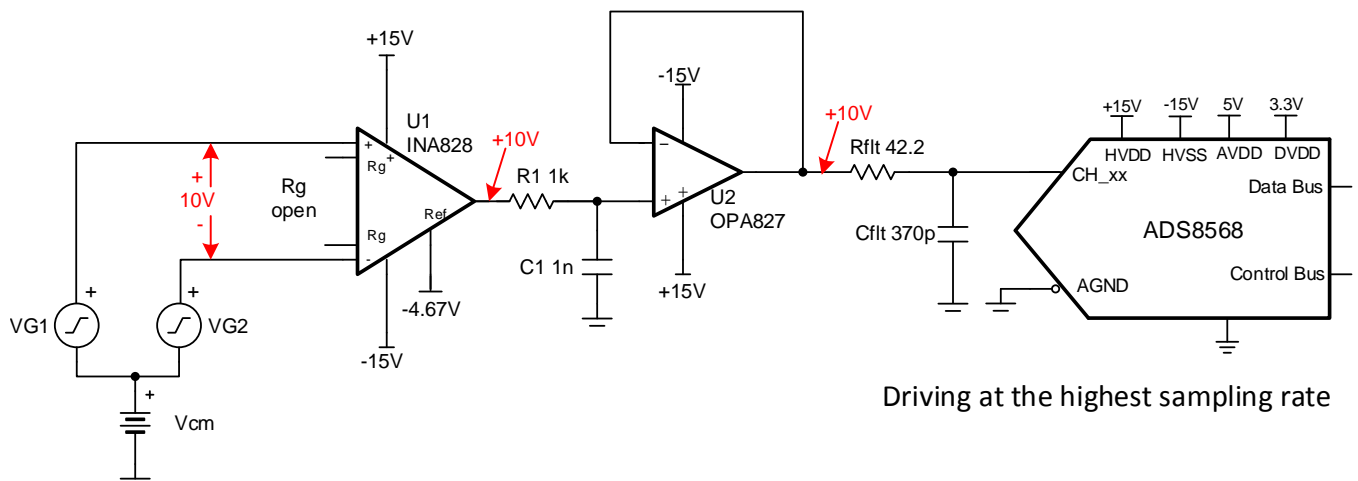 +15V
U1
INA828
+
Rg
+
+
10V
-
Rg
open
Rg
-
Ref
-4.67V
-15V
+
VG1
+
VG2
+
Vcm
+10V
R1 1k
C1 1n
-15V
−
+
+
+
U2
OPA827
+15V
+10V
Rflt 42.2
Cflt 370p
+15V
-15V
5V
3.3V
HVDD
HVSS
AVDD
DVDD
CH_xx
Data Bus
ADS8568
Control Bus
AGND
Driving at the highest sampling rate